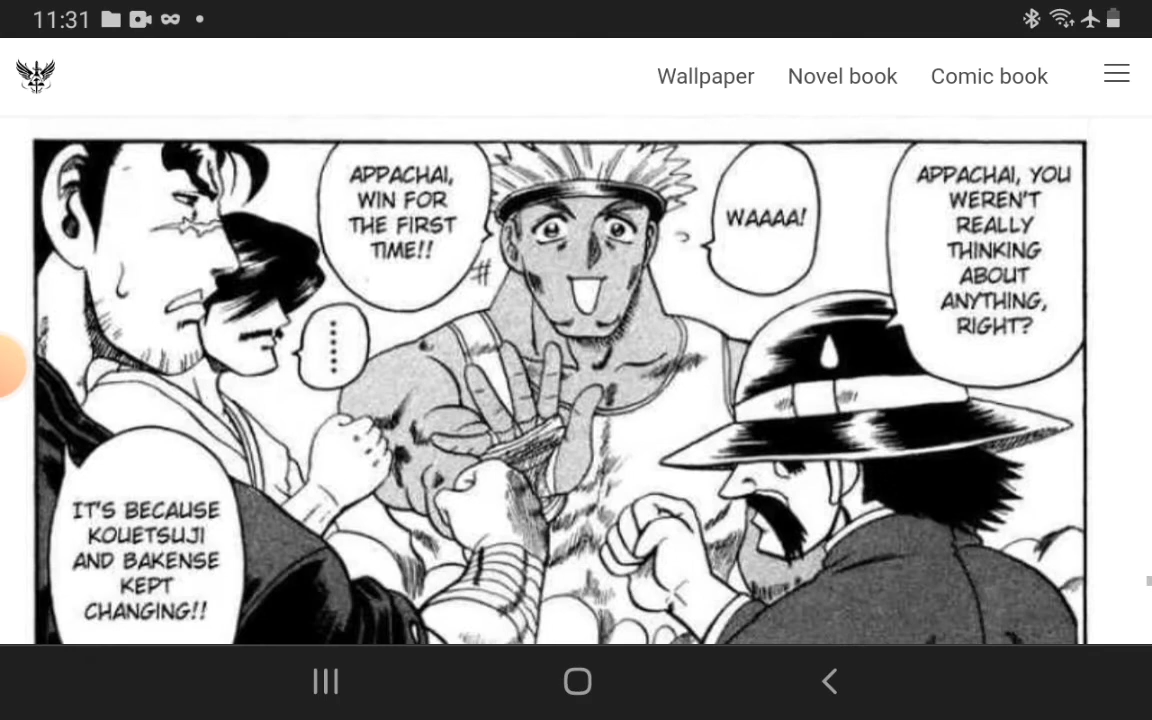 11:31
Wallpaper Novel book Comic book
APPACHAI,
WIN FOR
THE FIRST
TIME!!
WAAAA!
APPACHAI, YOU
WEREN'T
REALLY
THINKING
ABOUT
ANYTHING,
RIGHT?
......
IT'S BECAUSE
KOUETSUJI
AND BAKENSE
KEPT
CHANGING!!